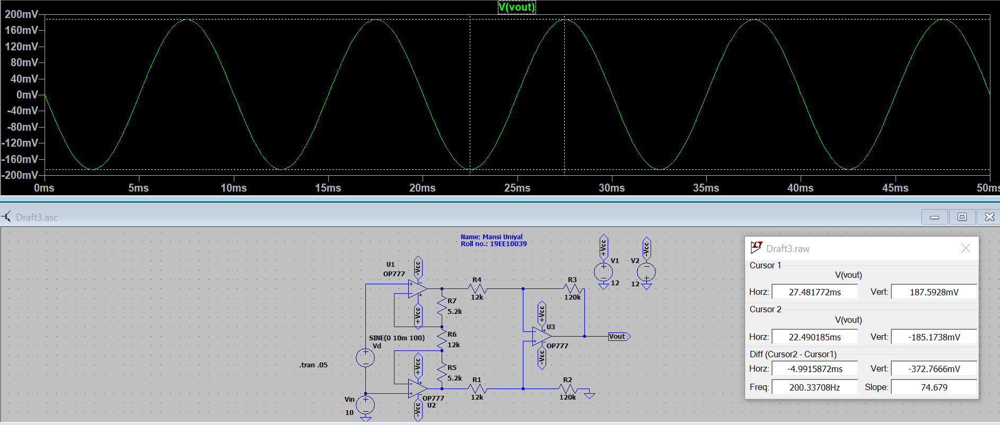 V(vout)
200mV
160mV
120mV
80mV
40mV
0mV
-40mV
-80mV
-120mV
-160mV
-200mV
0ms 5ms 10ms 15ms 20ms 25ms 30ms 35ms 40ms 45ms 50ms
Draft3.asc
Name: Mansi Uniyal
Roll no.: 19EE10039
U1
OP777
-Vcc
+Vcc
R4
12k
R3
120k
R7
5.2k
R6
12k
R5
5.2k
SINE(0 10m 100)
Vd
.tran .05
Vin
10
+Vcc
-Vcc
OP777
U2
R1
12k
R2
120k
+Vcc
-Vcc
U3
OP777
Vout
+Vcc
V1
12
-Vcc
V2
12
Draft3.raw
Cursor 1
V(vout)
Horz: 27.481772ms Vert: 187.5928mV
Cursor 2
V(vout)
Horz: 22.490185ms Vert: -185.1738mV
Diff (Cursor2 - Cursor1)
Horz: -4.9915872ms Vert: -372.7666mV
Freq: 200.33708Hz Slope: 74.679